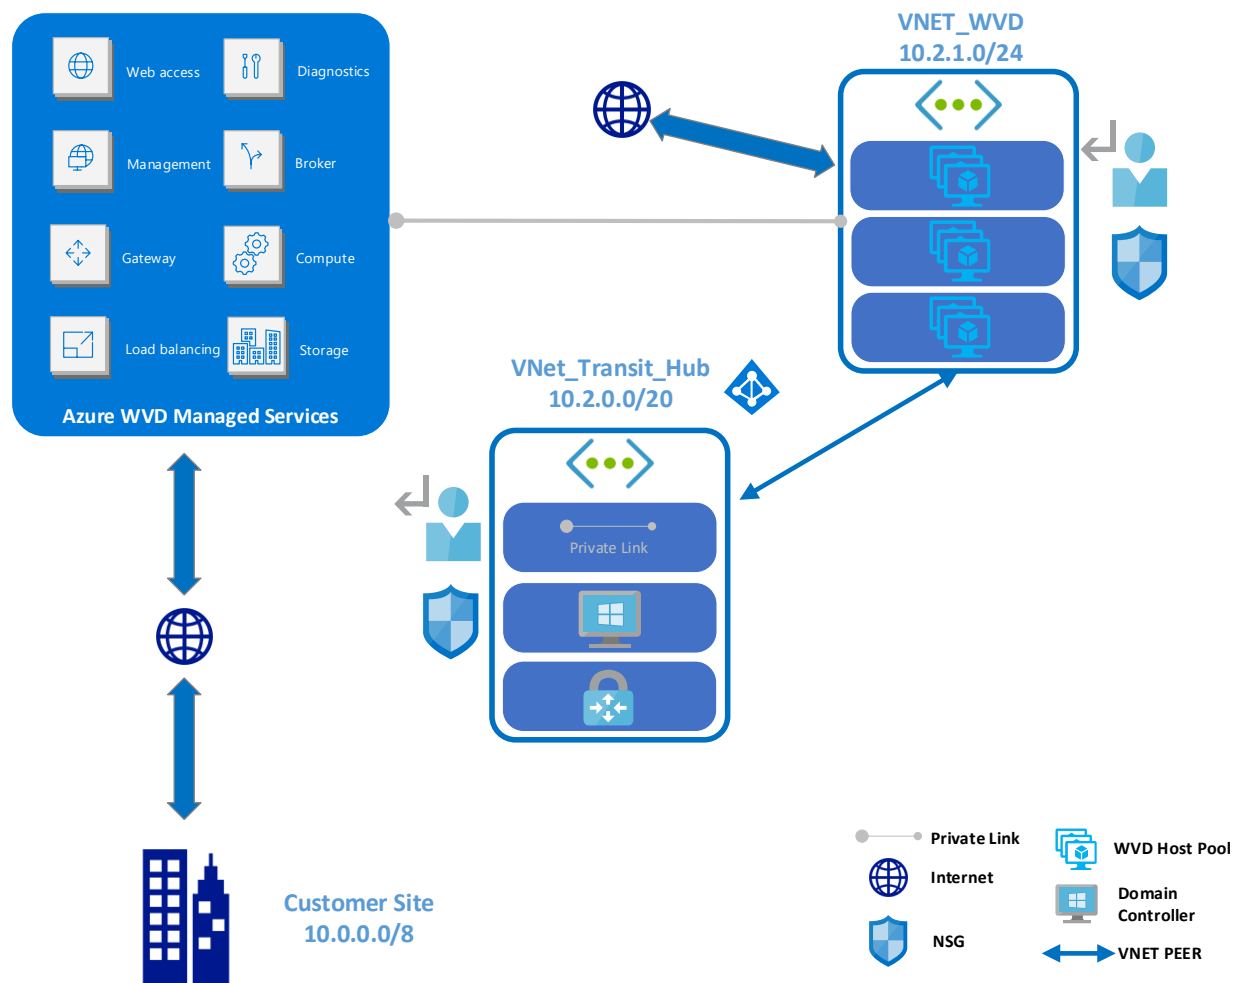 VNET_WVD
10.2.1.0/24
Web access
Diagnostics
Management
Broker
Gateway
Compute
Load balancing
Storage
Azure WVD Managed Services
VNet_Transit_Hub
10.2.0.0/20
Private Link
Customer Site
10.0.0.0/8
Private Link
Internet
NSG
WVD Host Pool
Domain
Controller
VNET PEER